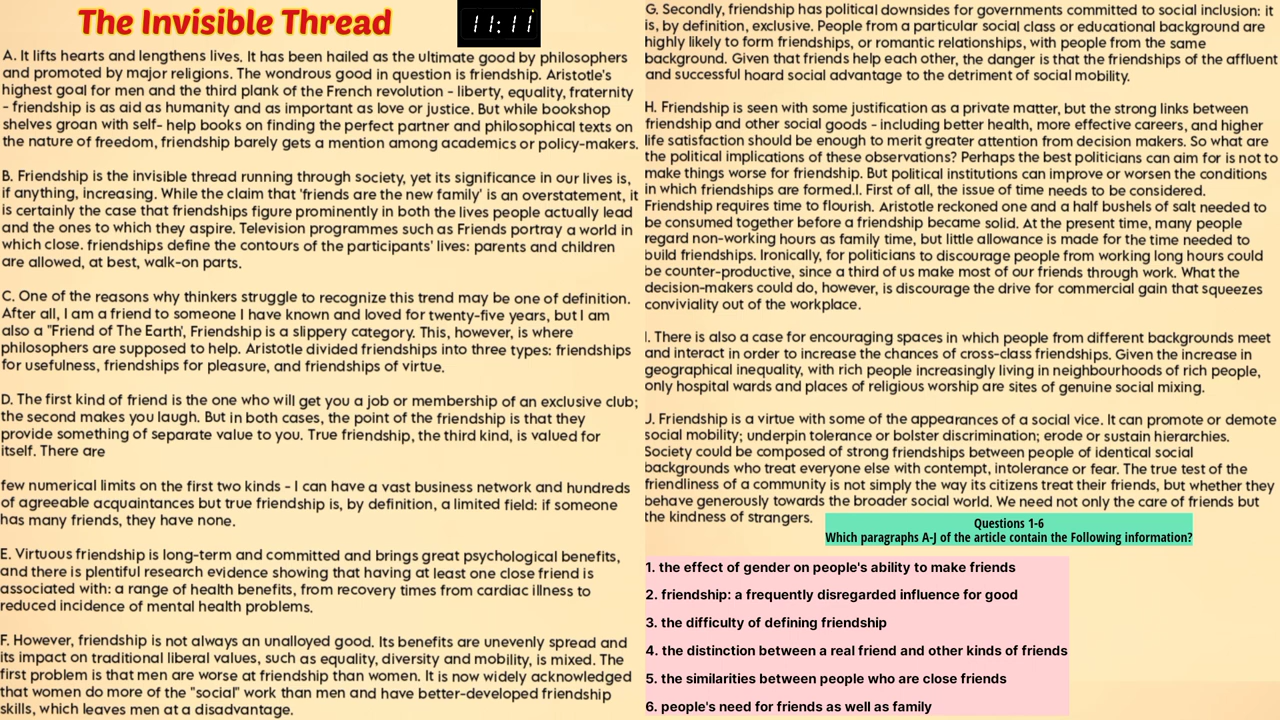 The Invisible Thread
11:11
A. It lifts hearts and lengthens lives. It has been hailed as the ultimate good by philosophers
and promoted by major religions. The wondrous good in question is friendship. Aristotle's
highest goal for men and the third plank of the French revolution - liberty, equality, fraternity
- friendship is as aid as humanity and as important as love or justice. But while bookshop
shelves groan with self- help books on finding the perfect partner and philosophical texts on
the nature of freedom, friendship barely gets a mention among academics or policy-makers.
B. Friendship is the invisible thread running through society, yet its significance in our lives is,
if anything, increasing. While the claim that 'friends are the new family' is an overstatement, it
is certainly the case that friendships figure prominently in both the lives people actually lead
and the ones to which they aspire. Television programmes such as Friends portray a world in
which close. friendships define the contours of the participants' lives: parents and children
are allowed, at best, walk-on parts.
C. One of the reasons why thinkers struggle to recognize this trend may be one of definition.
After all, I am a friend to someone I have known and loved for twenty-five years, but I am
also a "Friend of The Earth', Friendship is a slippery category. This, however, is where
philosophers are supposed to help. Aristotle divided friendships into three types: friendships
for usefulness, friendships for pleasure, and friendships of virtue.
D. The first kind of friend is the one who will get you a job or membership of an exclusive club;
the second makes you laugh. But in both cases, the point of the friendship is that they
provide something of separate value to you. True friendship, the third kind, is valued for
itself. There are
few numerical limits on the first two kinds - I can have a vast business network and hundreds
of agreeable acquaintances but true friendship is, by definition, a limited field: if someone
has many friends, they have none.
E. Virtuous friendship is long-term and committed and brings great psychological benefits,
and there is plentiful research evidence showing that having at least one close friend is
associated with: a range of health benefits, from recovery times from cardiac illness to
reduced incidence of mental health problems.
F. However, friendship is not always an unalloyed good. Its benefits are unevenly spread and
its impact on traditional liberal values, such as equality, diversity and mobility, is mixed. The
first problem is that men are worse at friendship than women. It is now widely acknowledged
that women do more of the "social" work than men and have better-developed friendship
skills, which leaves men at a disadvantage.
G. Secondly, friendship has political downsides for governments committed to social inclusion: it
is, by definition, exclusive. People from a particular social class or educational background are
highly likely to form friendships, or romantic relationships, with people from the same
background. Given that friends help each other, the danger is that the friendships of the affluent
and successful hoard social advantage to the detriment of social mobility.
H. Friendship is seen with some justification as a private matter, but the strong links between
friendship and other social goods - including better health, more effective careers, and higher
life satisfaction should be enough to merit greater attention from decision makers. So what are
the political implications of these observations? Perhaps the best politicians can aim for is not to
make things worse for friendship. But political institutions can improve or worsen the conditions
in which friendships are formed.I. First of all, the issue of time needs to be considered.
Friendship requires time to flourish. Aristotle reckoned one and a half bushels of salt needed to
be consumed together before a friendship became solid. At the present time, many people
regard non-working hours as family time, but little allowance is made for the time needed to
build friendships. Ironically, for politicians to discourage people from working long hours could
be counter-productive, since a third of us make most of our friends through work. What the
decision-makers could do, however, is discourage the drive for commercial gain that squeezes
conviviality out of the workplace.
I. There is also a case for encouraging spaces in which people from different backgrounds meet
and interact in order to increase the chances of cross-class friendships. Given the increase in
geographical inequality, with rich people increasingly living in neighbourhoods of rich people,
only hospital wards and places of religious worship are sites of genuine social mixing.
J. Friendship is a virtue with some of the appearances of a social vice. It can promote or demote
social mobility; underpin tolerance or bolster discrimination; erode or sustain hierarchies.
Society could be composed of strong friendships between people of identical social
backgrounds who treat everyone else with contempt, intolerance or fear. The true test of the
friendliness of a community is not simply the way its citizens treat their friends, but whether they
behave generously towards the broader social world. We need not only the care of friends but
the kindness of strangers.
Questions 1-6
Which paragraphs A-J of the article contain the Following information?
1. the effect of gender on people's ability to make friends
2. friendship: a frequently disregarded influence for good
3. the difficulty of defining friendship
4. the distinction between a real friend and other kinds of friends
5. the similarities between people who are close friends
6. people's need for friends as well as family